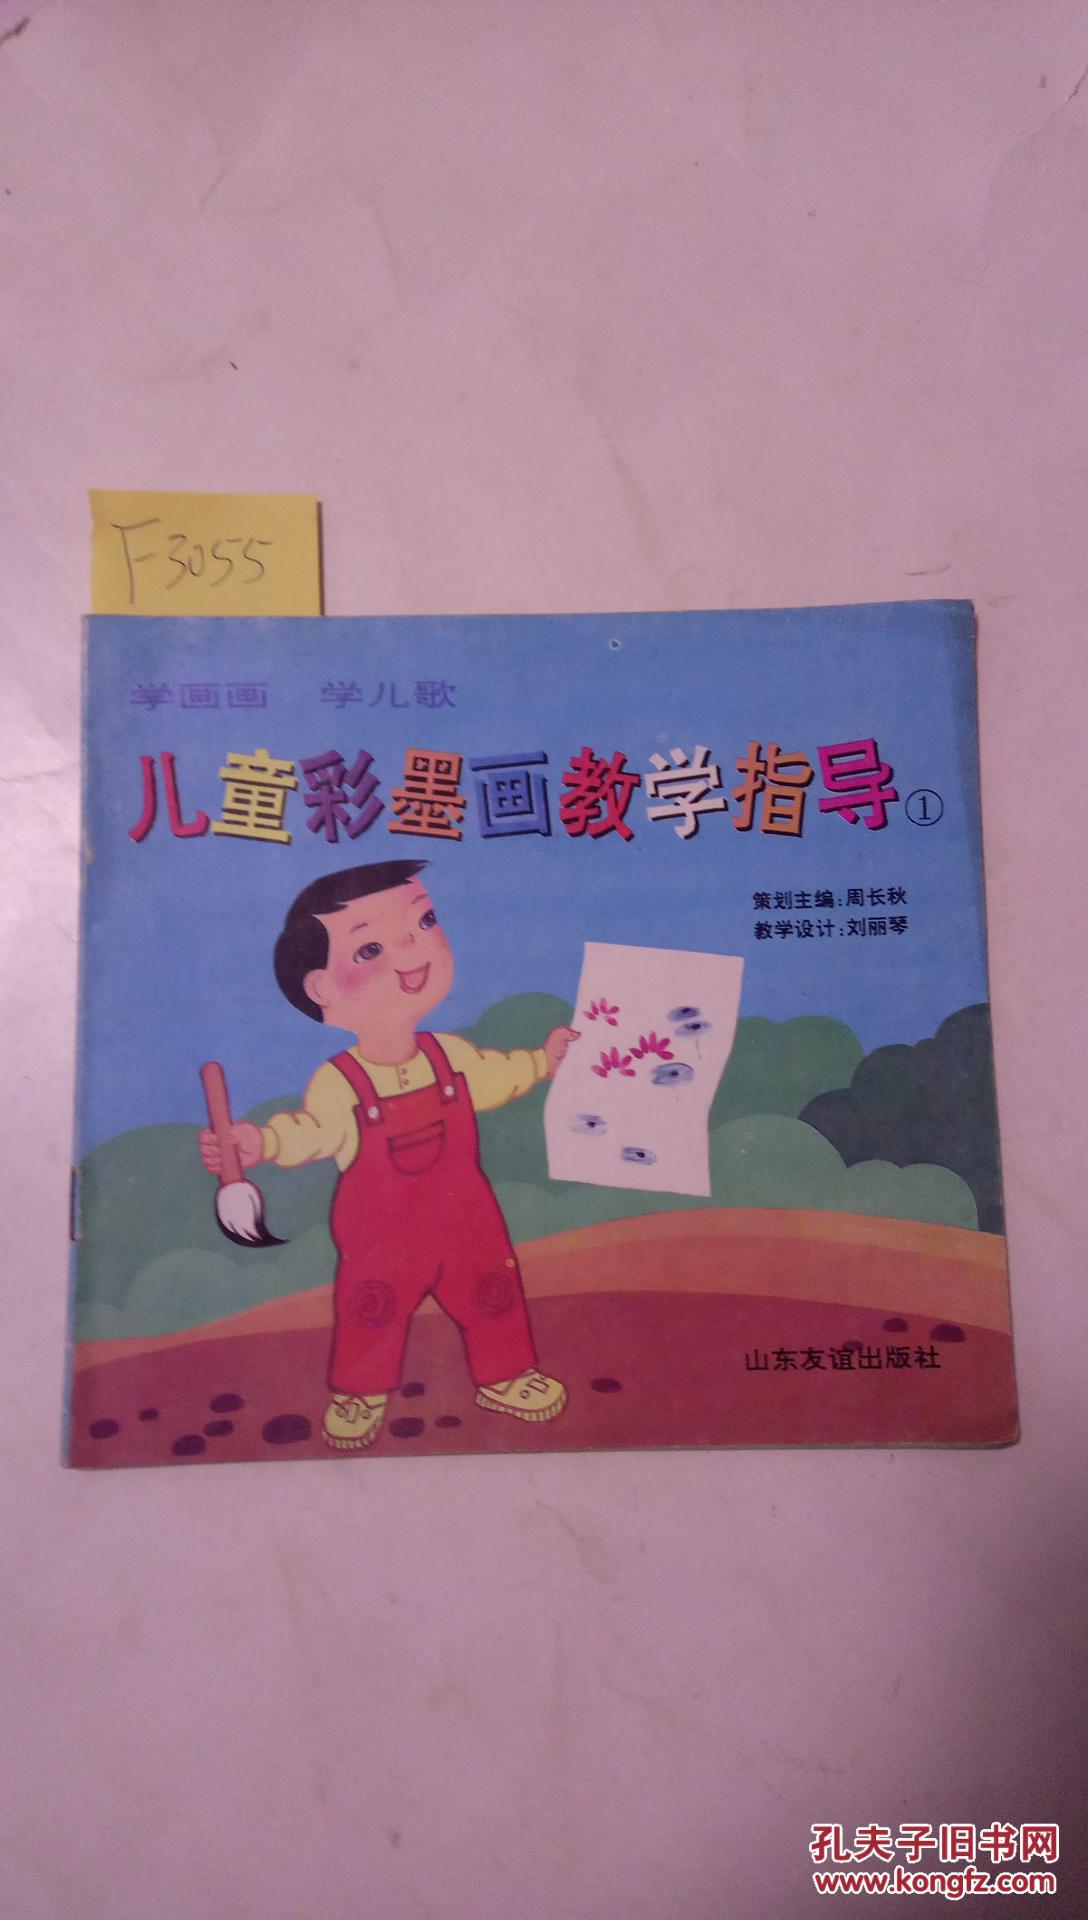 F3055
学画画 学儿歌
儿童彩墨画教学指导①
策划主编:周长秋
教学设计:刘丽琴
山东友谊出版社
孔夫子旧书网
www.kongfz.com